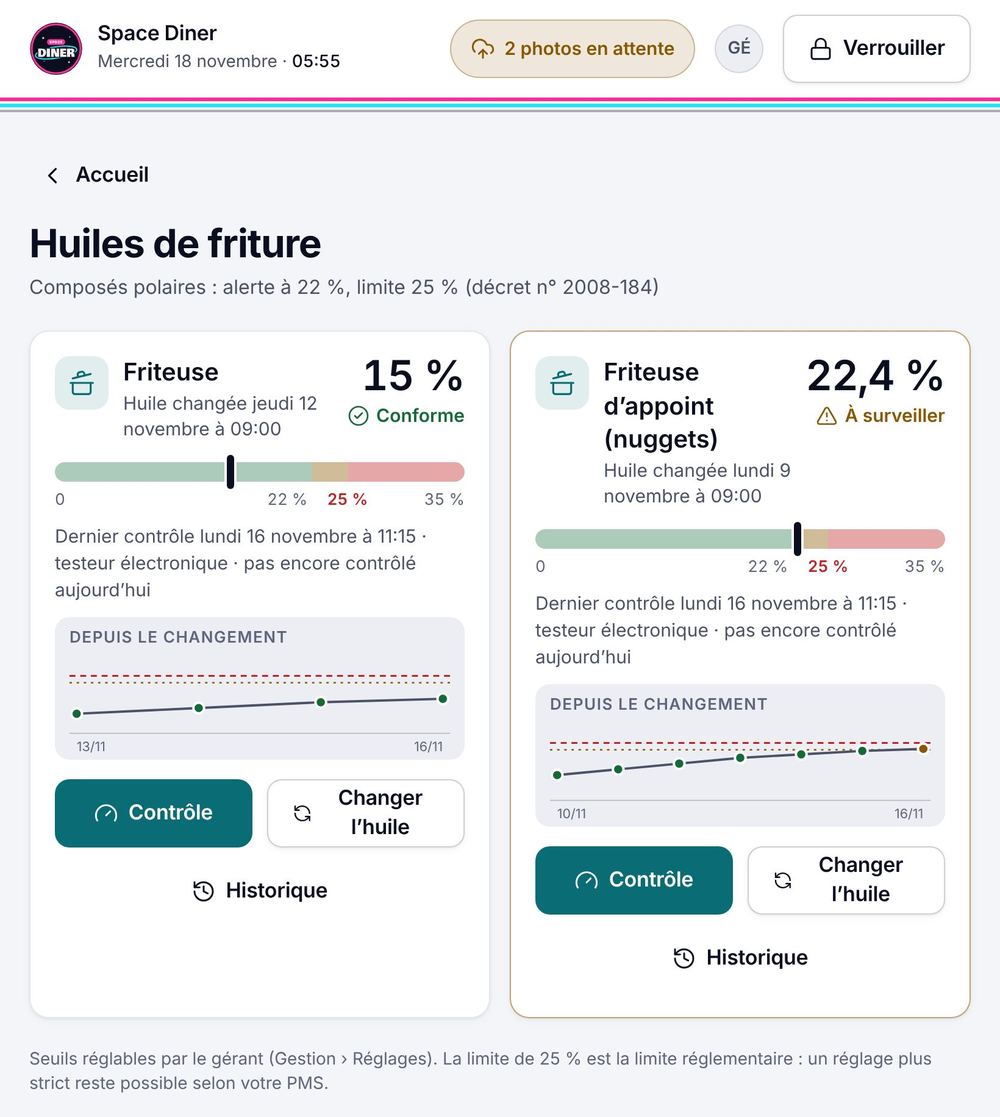 SPACE
DINER
Space Diner
Mercredi 18 novembre · 05:55
2 photos en attente
GÉ
Verrouiller
Accueil
Huiles de friture
Composés polaires : alerte à 22 %, limite 25 % (décret n° 2008-184)
Friteuse
Huile changée jeudi 12
novembre à 09:00
15 %
Conforme
0
22 %
25 %
35 %
Dernier contrôle lundi 16 novembre à 11:15 ·
testeur électronique · pas encore contrôlé
aujourd’hui
DEPUIS LE CHANGEMENT
13/11
16/11
Contrôle
Changer
l’huile
Historique
Friteuse
d’appoint
(nuggets)
Huile changée lundi 9
novembre à 09:00
22,4 %
À surveiller
0
22 %
25 %
35 %
Dernier contrôle lundi 16 novembre à 11:15 ·
testeur électronique · pas encore contrôlé
aujourd’hui
DEPUIS LE CHANGEMENT
10/11
16/11
Contrôle
Changer
l’huile
Historique
Seuils réglables par le gérant (Gestion › Réglages). La limite de 25 % est la limite réglementaire : un réglage plus
strict reste possible selon votre PMS.